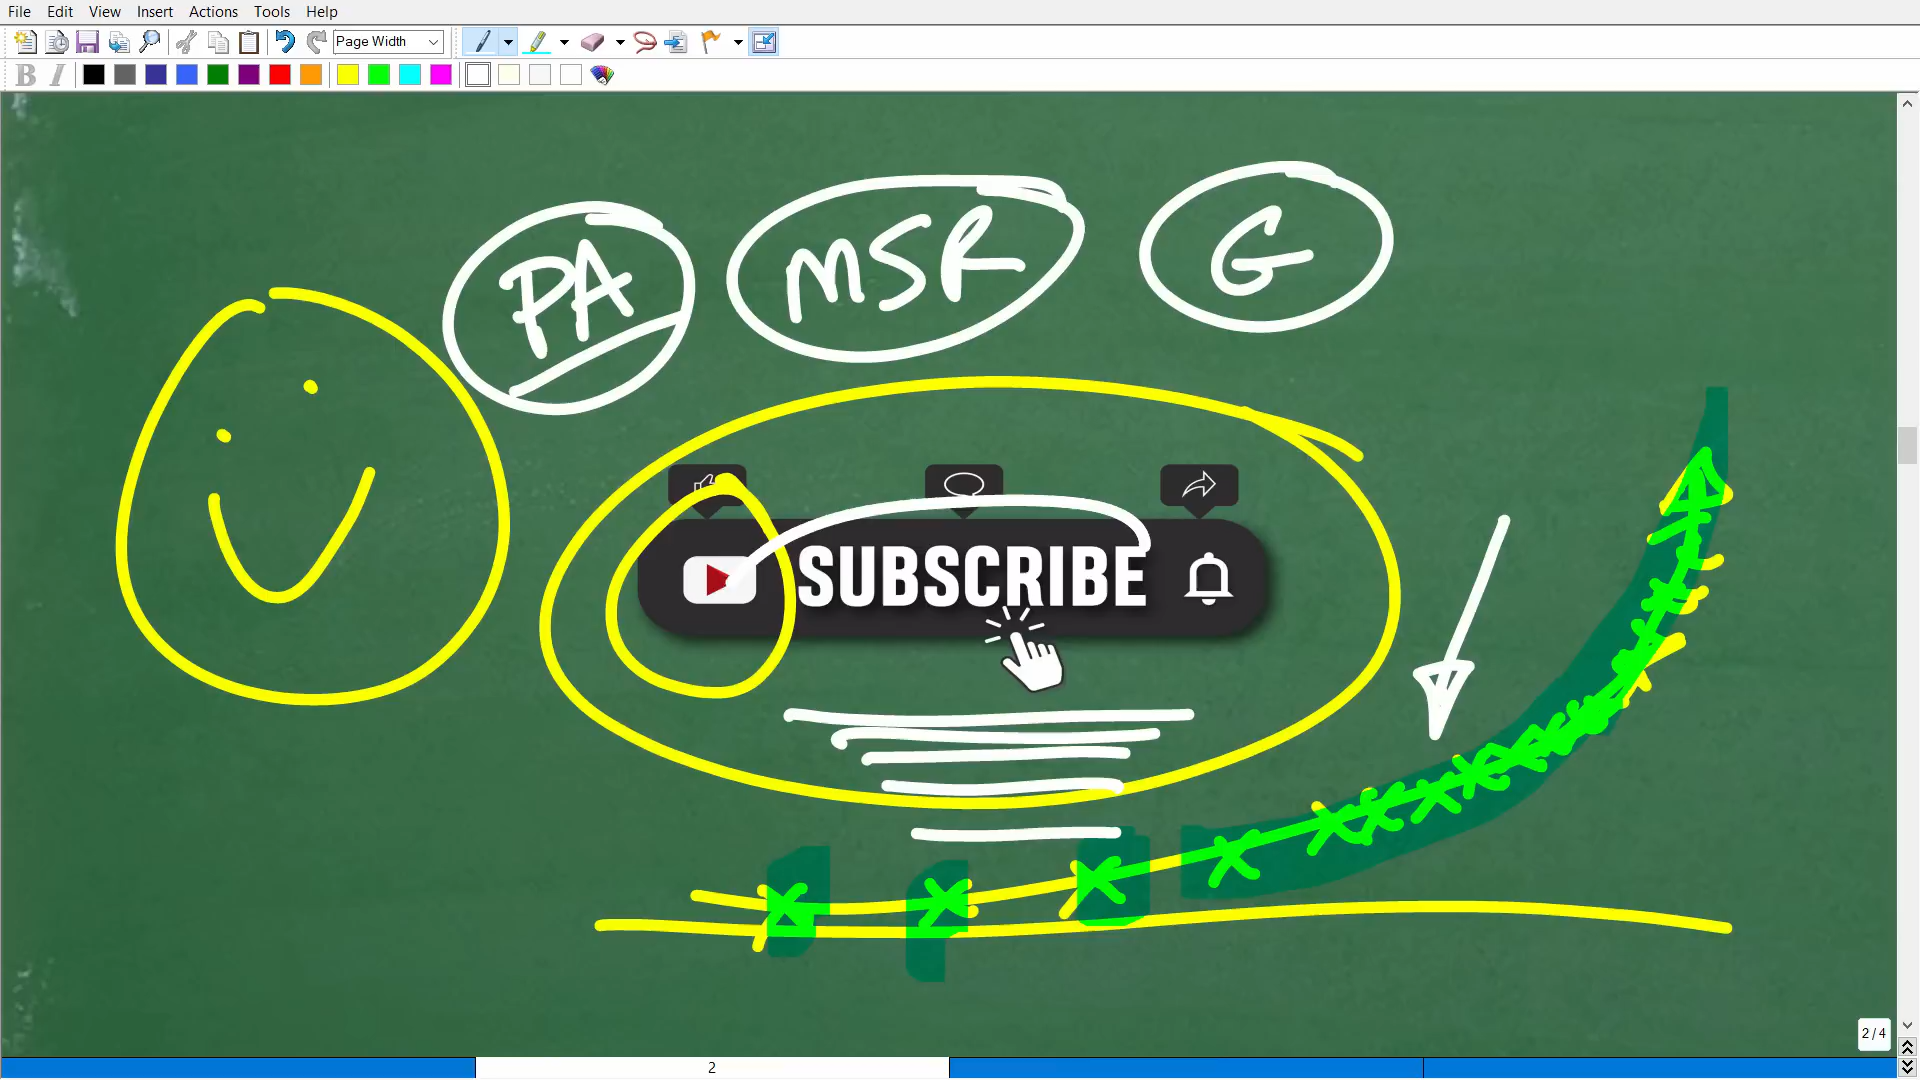 File Edit View Insert Actions Tools Help
Page Width
B I
PA MSR G
SUBSCRIBE
2 / 4
2